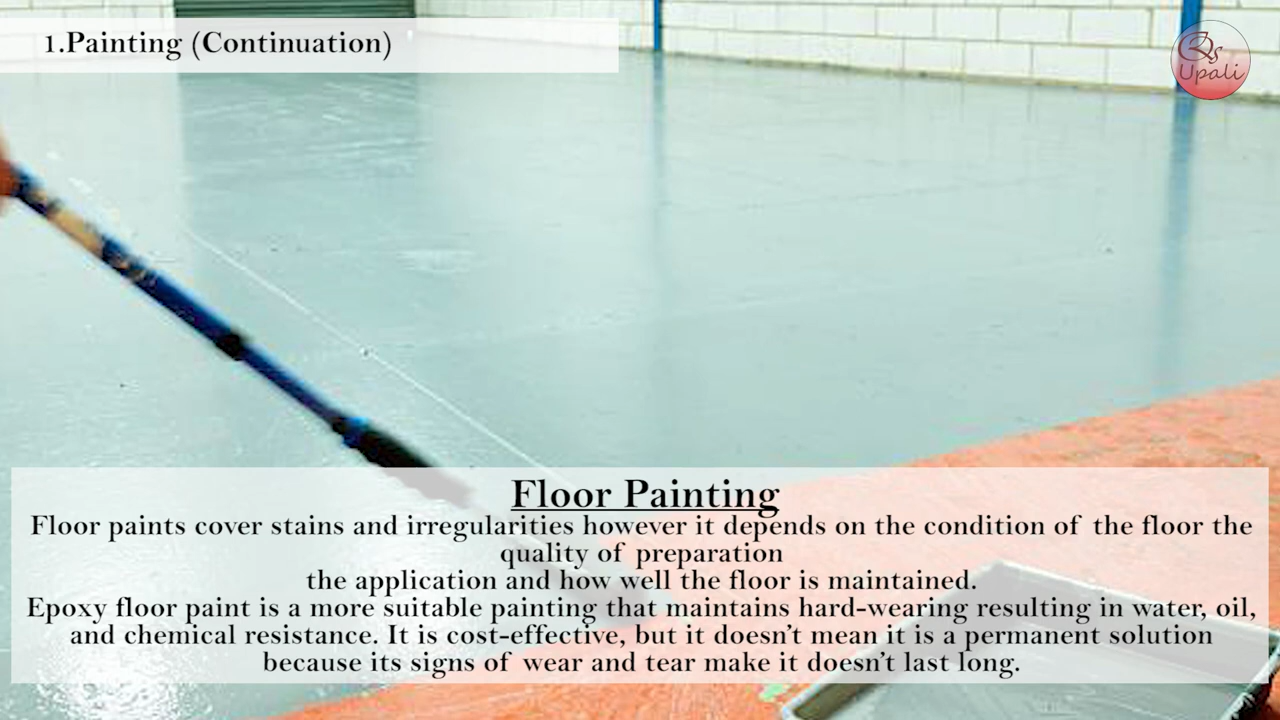 1.Painting (Continuation)
Qs
Upali
Floor Painting
Floor paints cover stains and irregularities however it depends on the condition of the floor the
quality of preparation
the application and how well the floor is maintained.
Epoxy floor paint is a more suitable painting that maintains hard-wearing resulting in water, oil,
and chemical resistance. It is cost-effective, but it doesn't mean it is a permanent solution
because its signs of wear and tear make it doesn't last long.